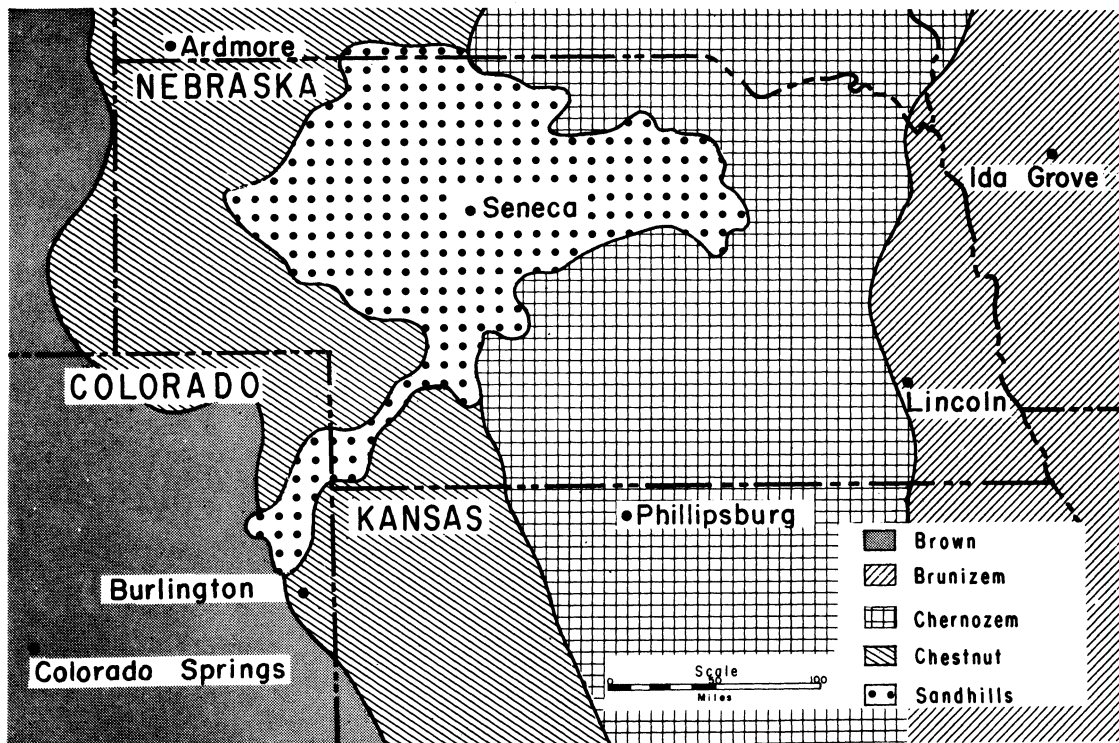 Ardmore
NEBRASKA
Ida Grove
Seneca
COLORADO
Lincoln
KANSAS
Phillipsburg
Brown
Brunizem
Chernozem
Chestnut
Sandhills
Burlington
Colorado Springs
Scale
0 50 100
Miles